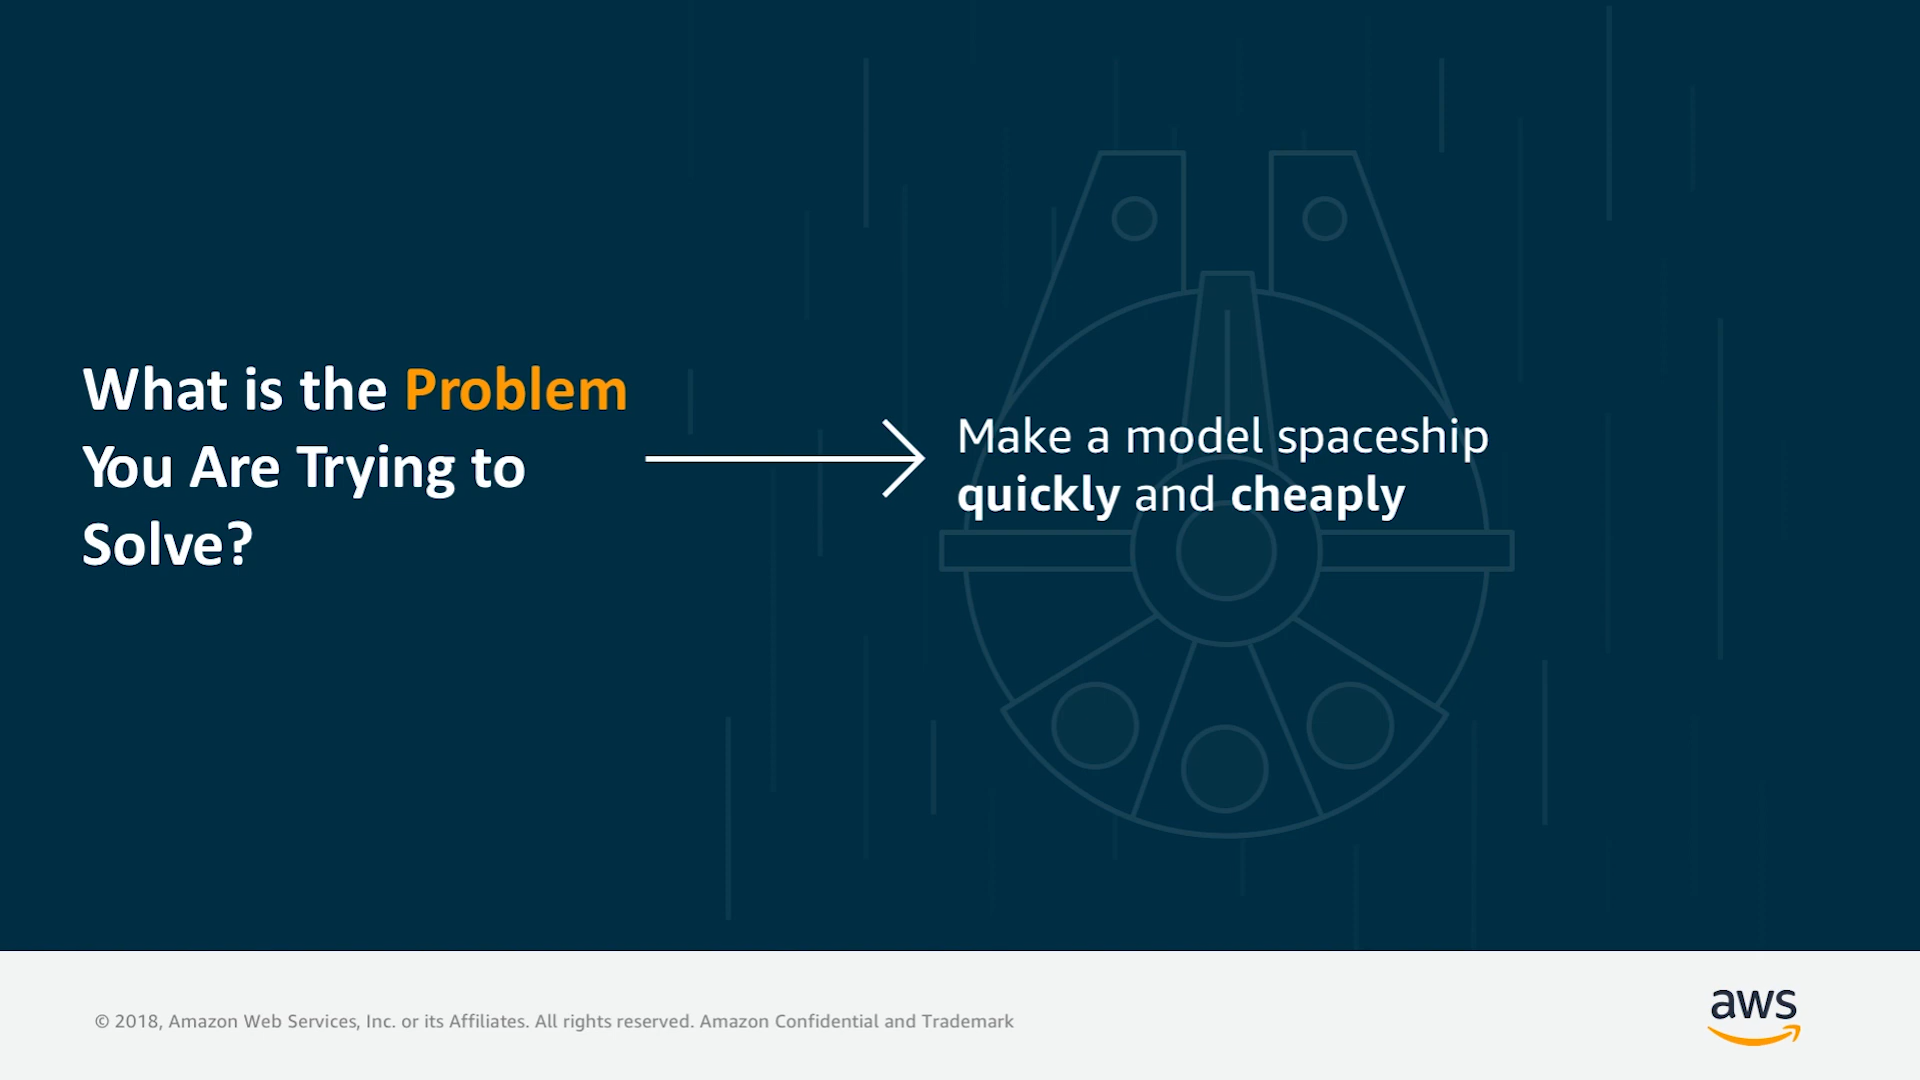 What is the Problem
You Are Trying to
Solve?
Make a model spaceship
quickly and cheaply
© 2018, Amazon Web Services, Inc. or its Affiliates. All rights reserved. Amazon Confidential and Trademark
aws